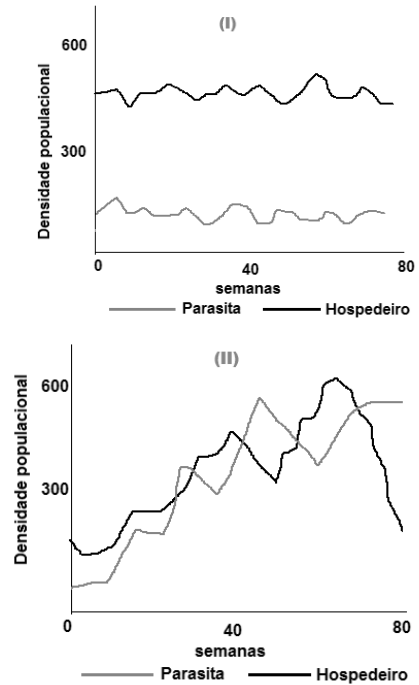 (I)
Densidade populacional
600
300
0 40 80
semanas
Parasita Hospedeiro
(II)
Densidade populacional
600
300
0 40 80
semanas
Parasita Hospedeiro